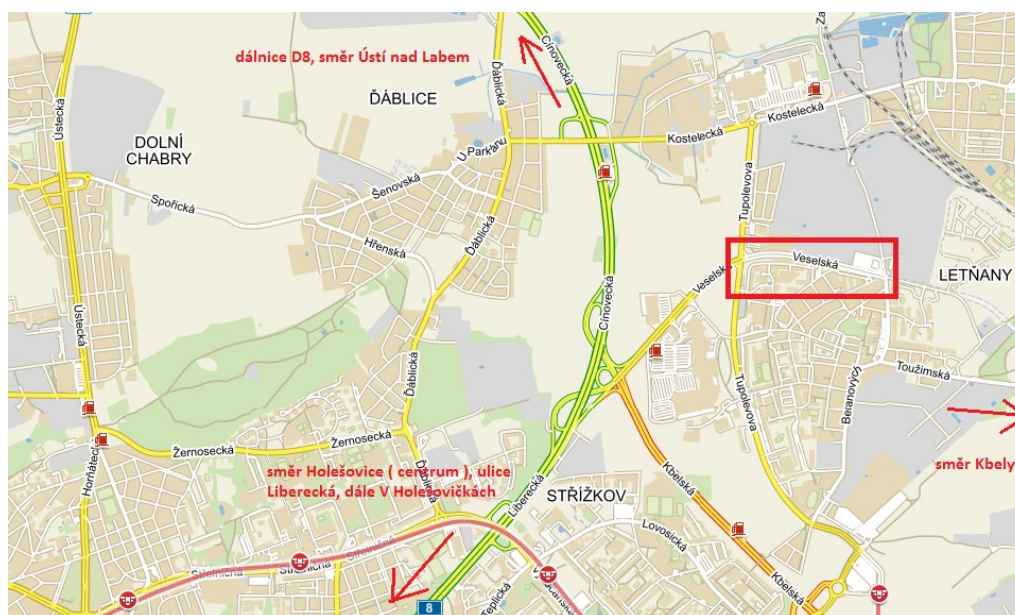 dálnice D8, směr Ústí nad Labem
Ďáblická
Cínovecká
ĎÁBLICE
Ústecká
Kostelecká
Kostelecká
DOLNÍ
CHABRY
U Parkánu
Šenovská
Spořická
Tupolevova
Hřenská
Ďáblická
Veselská
Veselská
LETŇANY
Cínovecká
Ústecká
Ďáblická
Toužimská
Beranových
Tupolevova
Žernosecká
Žernosecká
Horňátecká
Ďáblická
směr Holešovice ( centrum ), ulice
Liberecká, dále V Holešovičkách
směr Kbely
Kbelská
STŘÍŽKOV
Liberecká
Lovosická
Střelničná
Střelničná
Kbelská
Teplická
8